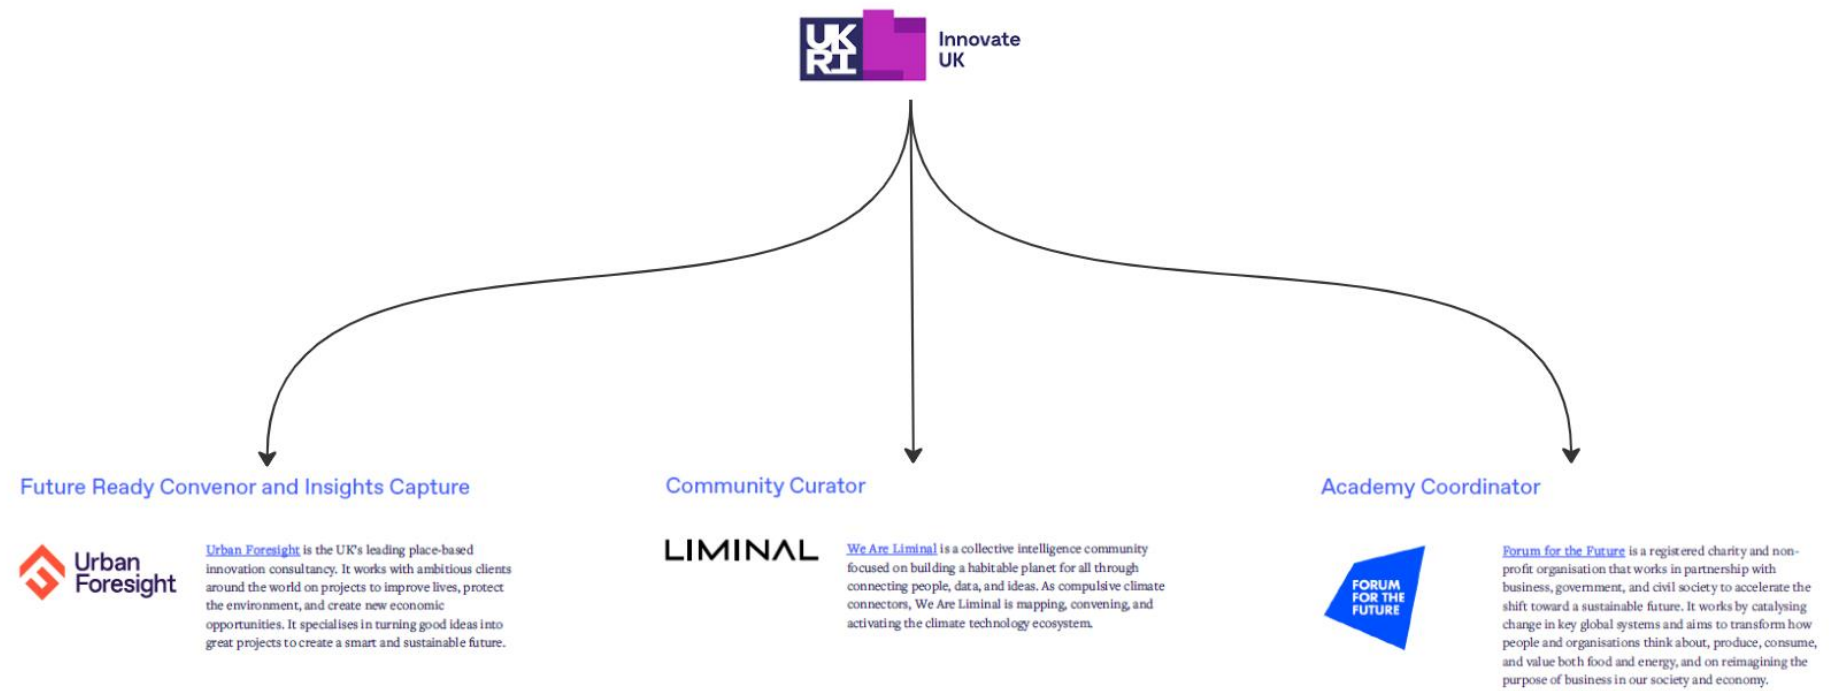 UK
RI
Innovate
UK
Future Ready Convenor and Insights Capture
Urban
Foresight
Urban Foresight is the UK's leading place-based
innovation consultancy. It works with ambitious clients
around the world on projects to improve lives, protect
the environment, and create new economic
opportunities. It specialises in turning good ideas into
great projects to create a smart and sustainable future.
Community Curator
LIMINAL
We Are Liminal is a collective intelligence community
focused on building a habitable planet for all through
connecting people, data, and ideas. As compulsive climate
connectors, We Are Liminal is mapping, convening, and
activating the climate technology ecosystem.
Academy Coordinator
FORUM
FOR THE
FUTURE
Forum for the Future is a registered charity and non-
profit organisation that works in partnership with
business, government, and civil society to accelerate the
shift toward a sustainable future. It works by catalysing
change in key global systems and aims to transform how
people and organisations think about, produce, consume,
and value both food and energy, and on reimagining the
purpose of business in our society and economy.